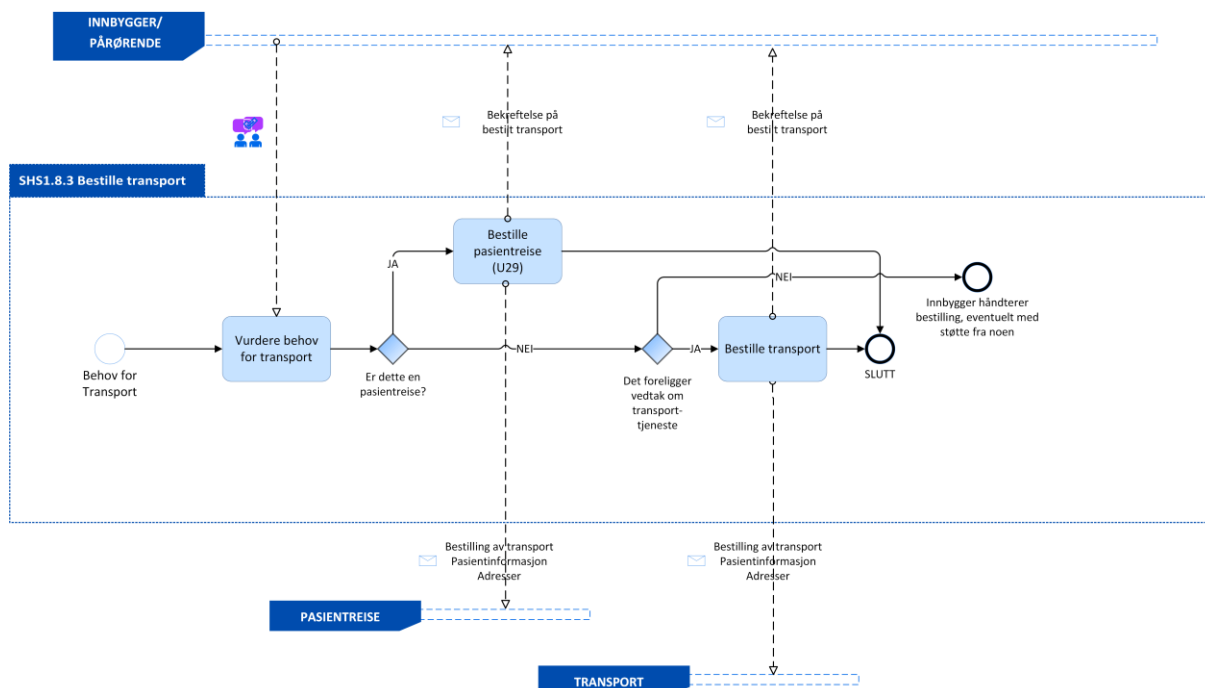 INNBYGGER/
PÅRØRENDE
Bekreftelse på
bestilt transport
Bekreftelse på
bestilt transport
SHS1.8.3 Bestille transport
Bestille
pasientreise
(U29)
JA
NEI
Innbygger håndterer
bestilling, eventuelt med
støtte fra noen
Vurdere behov
for transport
NEI
JA
Bestille transport
Behov for
Transport
Er dette en
pasientreise?
Det foreligger
vedtak om
transport-
tjeneste
SLUTT
Bestilling av transport
Pasientinformasjon
Adresser
Bestilling av transport
Pasientinformasjon
Adresser
PASIENTREISE
TRANSPORT